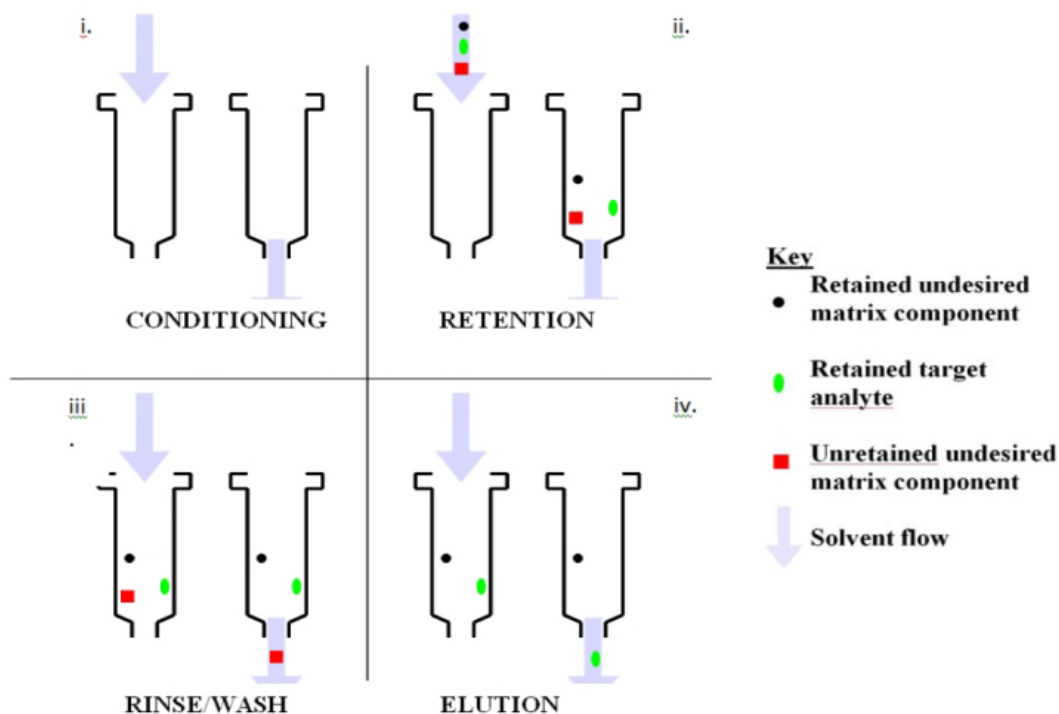 i.
ii.
CONDITIONING
RETENTION
iii
.
iv.
RINSE/WASH
ELUTION
Key
Retained undesired
matrix component
Retained target
analyte
Unretained undesired
matrix component
Solvent flow